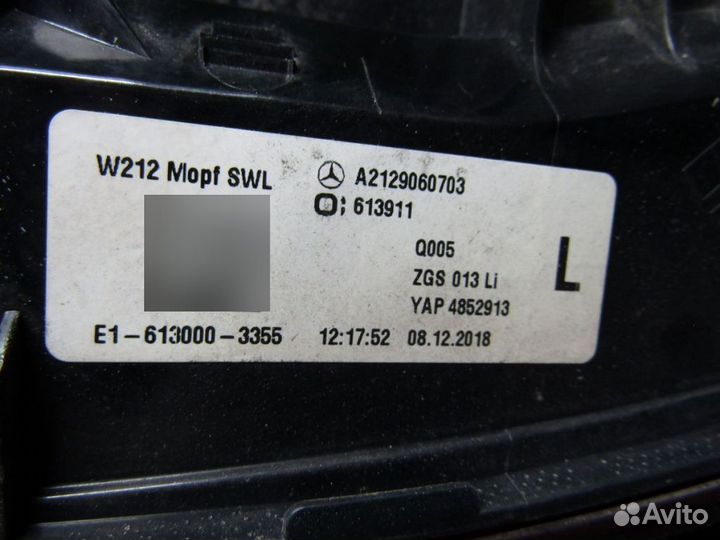 W212 Mopf SWL
A2129060703
O; 613911
Q005
ZGS 013 Li
YAP 4852913
L
E1-613000-3355
12:17:52 08.12.2018
Avito